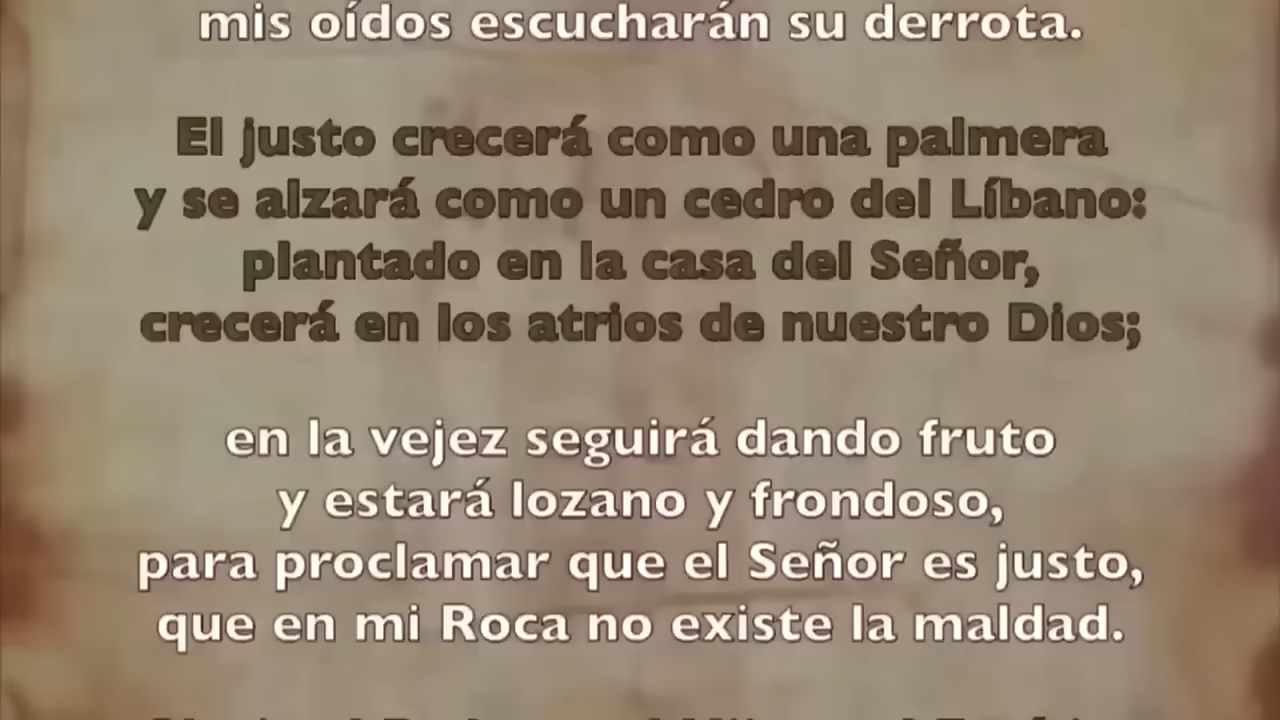 mis oídos escucharán su derrota.
El justo crecerá como una palmera
y se alzará como un cedro del Líbano:
plantado en la casa del Señor,
crecerá en los atrios de nuestro Dios;
en la vejez seguirá dando fruto
y estará lozano y frondoso,
para proclamar que el Señor es justo,
que en mi Roca no existe la maldad.